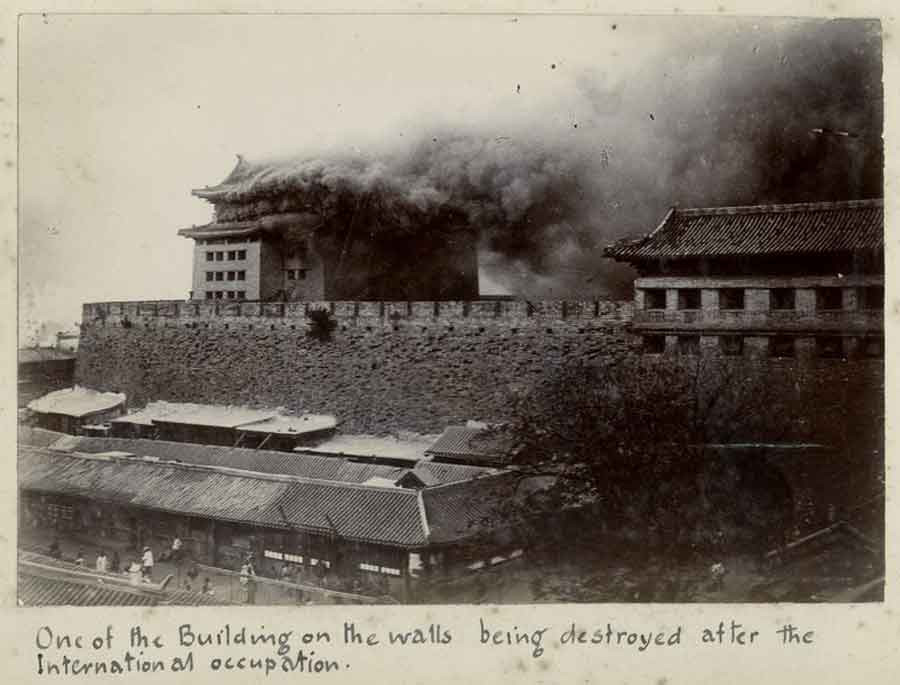 One of the Building on the walls being destroyed after the
International occupation.